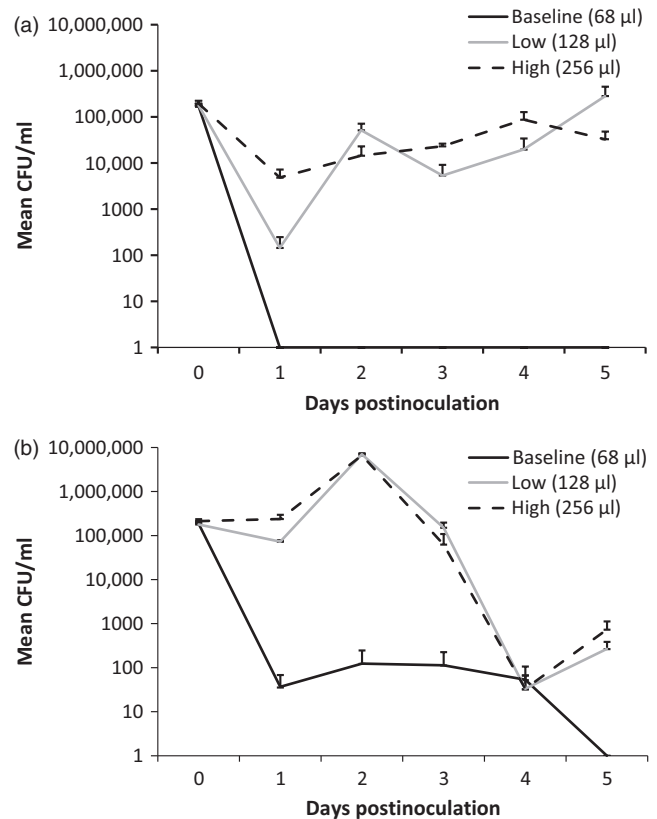 (a)
Baseline (68 µl)
Low (128 µl)
High (256 µl)
10,000,000
1,000,000
100,000
10,000
1000
100
10
1
Mean CFU/ml
0 1 2 3 4 5
Days postinoculation
(b)
Baseline (68 µl)
Low (128 µl)
High (256 µl)
10,000,000
1,000,000
100,000
10,000
1000
100
10
1
Mean CFU/ml
0 1 2 3 4 5
Days postinoculation